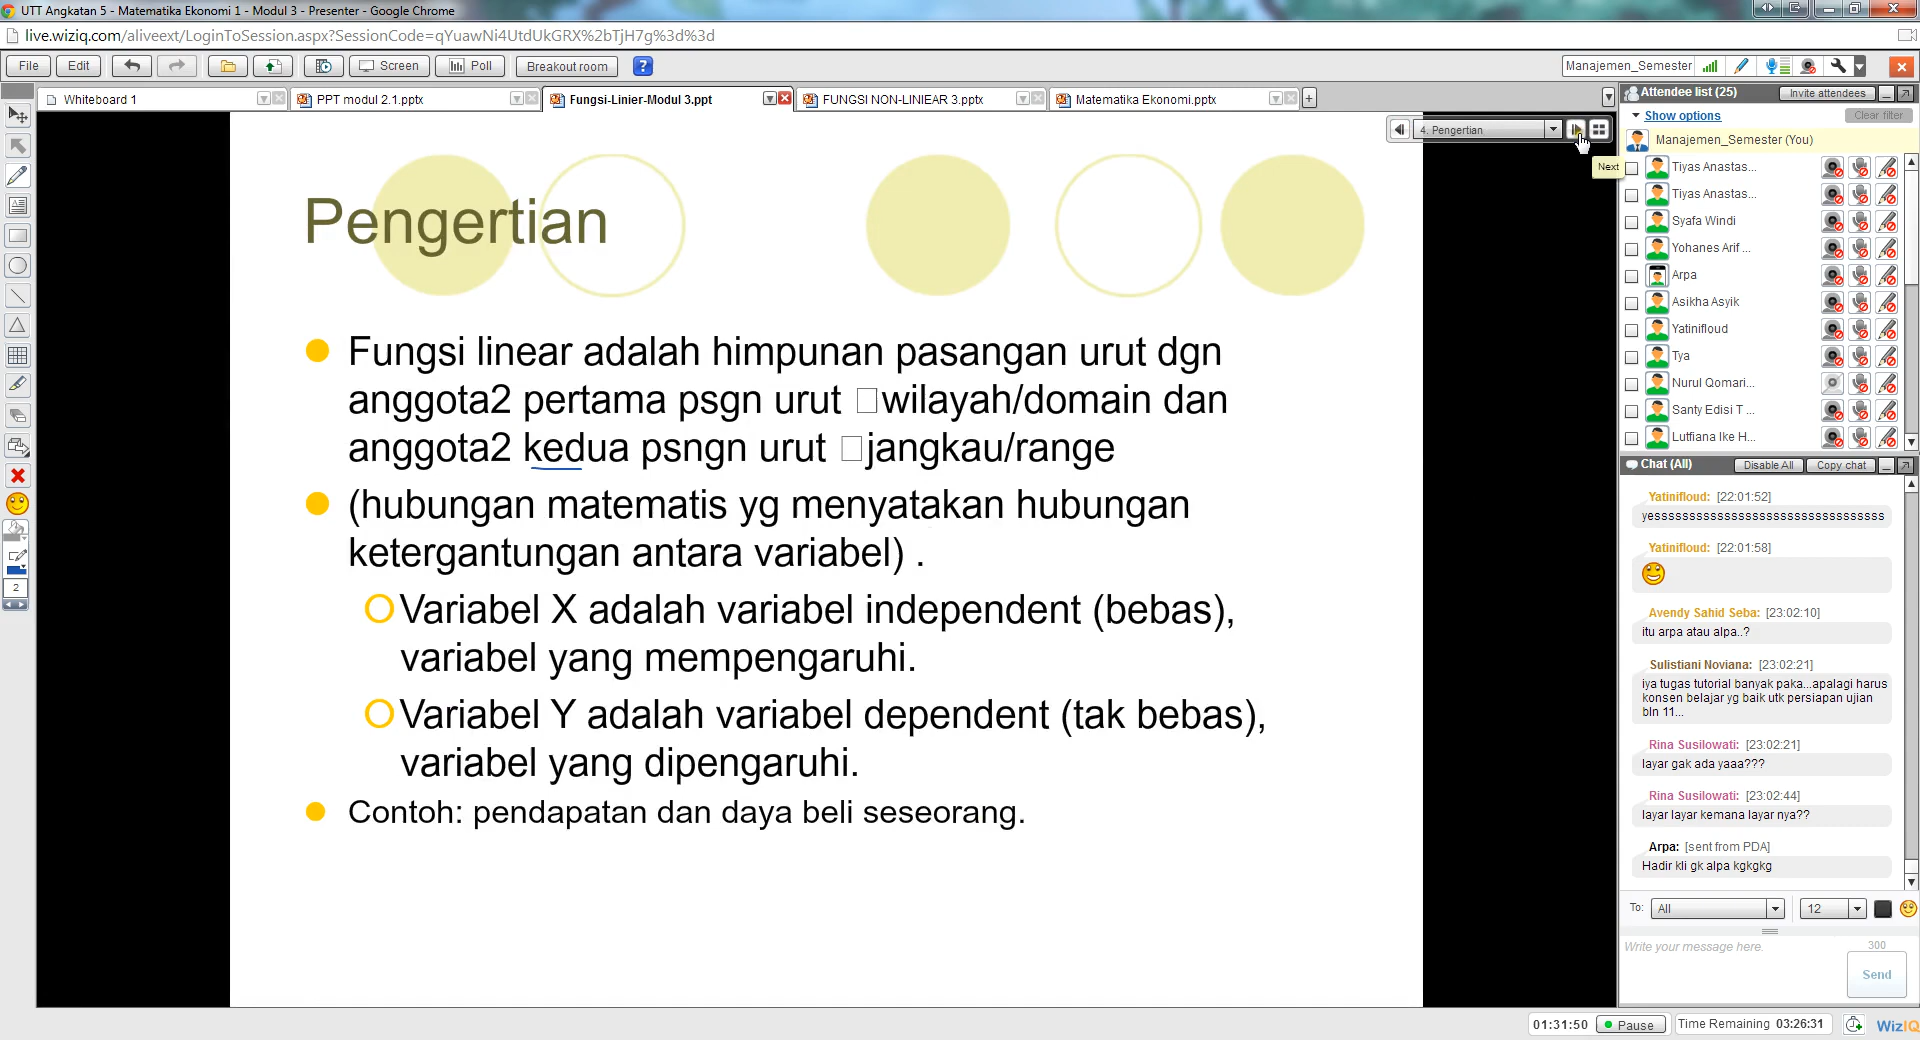 UTT Angkatan 5 - Matematika Ekonomi 1 - Modul 3 - Presenter - Google Chrome
live.wiziq.com/aliveext/LoginToSession.aspx?SessionCode=qYuawNi4UtdUkGRX%2bTjH7g%3d%3d
File Edit Screen Poll Breakout room ? Manajemen_Semester
Whiteboard 1 PPT modul 2.1.pptx Fungsi-Linier-Modul 3.ppt FUNGSI NON-LINIEAR 3.pptx Matematika Ekonomi.pptx
4. Pengertian
Next
Pengertian
Fungsi linear adalah himpunan pasangan urut dgn
anggota2 pertama psgn urut □wilayah/domain dan
anggota2 kedua psngn urut □jangkau/range
(hubungan matematis yg menyatakan hubungan
ketergantungan antara variabel) .
Variabel X adalah variabel independent (bebas),
variabel yang mempengaruhi.
Variabel Y adalah variabel dependent (tak bebas),
variabel yang dipengaruhi.
Contoh: pendapatan dan daya beli seseorang.
2
Attendee list (25) Invite attendees
Show options Clear filter
Manajemen_Semester (You)
Tiyas Anastas...
Tiyas Anastas...
Syafa Windi
Yohanes Arif ...
Arpa
Asikha Asyik
Yatinifloud
Tya
Nurul Qomari...
Santy Edisi T ...
Lutfiana Ike H...
Chat (All) Disable All Copy chat
Yatinifloud: [22:01:52]
yesssssssssssssssssssssssssssssssss
Yatinifloud: [22:01:58]
Avendy Sahid Seba: [23:02:10]
itu arpa atau alpa..?
Sulistiani Noviana: [23:02:21]
iya tugas tutorial banyak paka...apalagi harus
konsen belajar yg baik utk persiapan ujian
bln 11...
Rina Susilowati: [23:02:21]
layar gak ada yaaa???
Rina Susilowati: [23:02:44]
layar layar kemana layar nya??
Arpa: [sent from PDA]
Hadir kli gk alpa kgkgkg
To: All 12
Write your message here. 300
Send
01:31:50 Pause Time Remaining 03:26:31 WizIQ